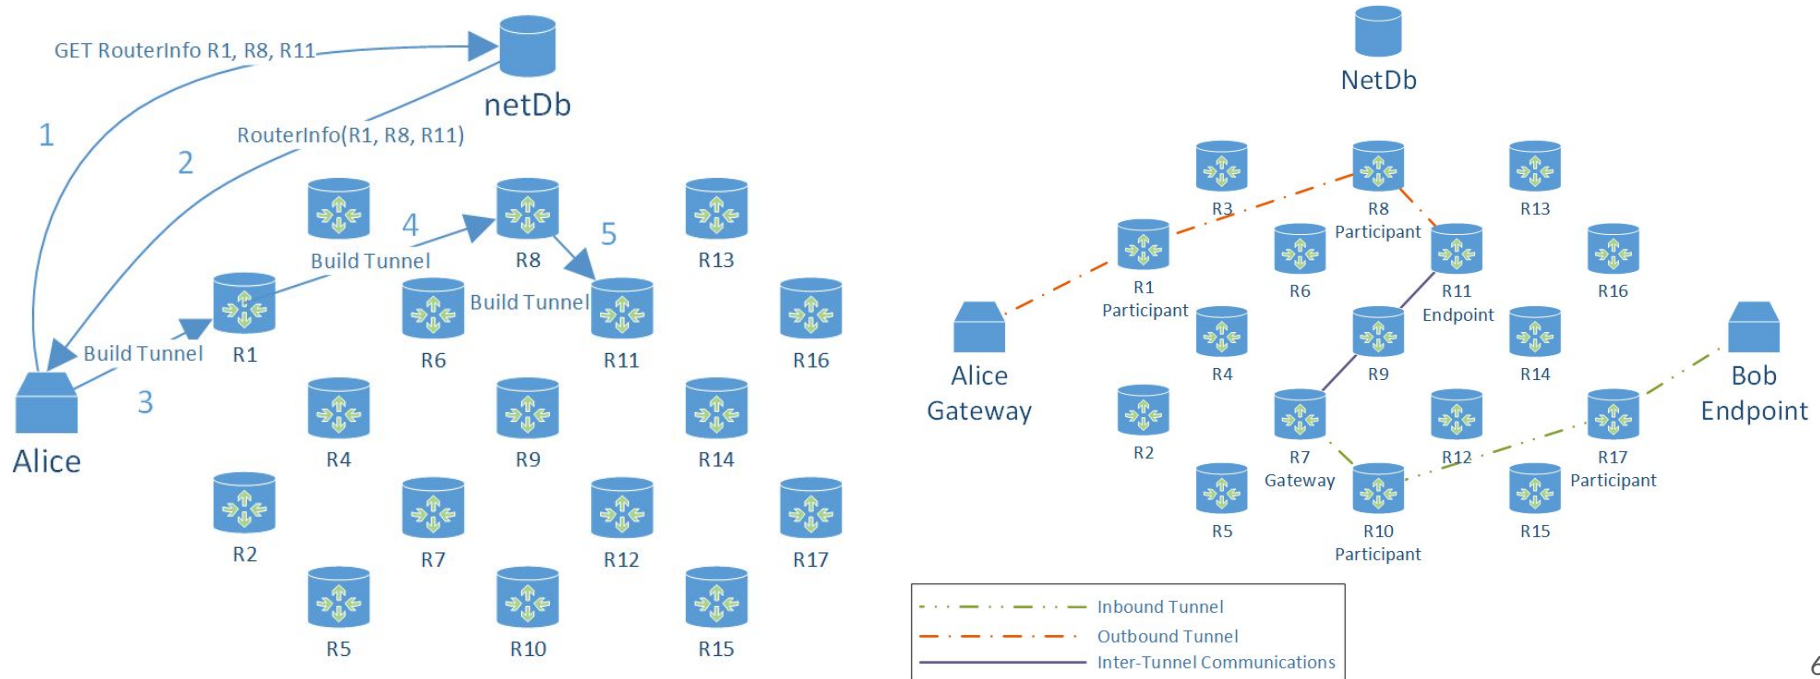 GET RouterInfo R1, R8, R11
netDb
1
RouterInfo(R1, R8, R11)
2
4
5
Build Tunnel
R8
R13
Build Tunnel
Build Tunnel
R1
R6
R11
R16
3
Alice
R4
R9
R14
R2
R7
R12
R17
R5
R10
R15
NetDb
R3
R8
Participant
R13
R1
Participant
R6
R11
Endpoint
R16
Alice
Gateway
R4
R9
R14
Bob
Endpoint
R2
R7
Gateway
R12
R17
Participant
R5
R10
Participant
R15
Inbound Tunnel
Outbound Tunnel
Inter-Tunnel Communications